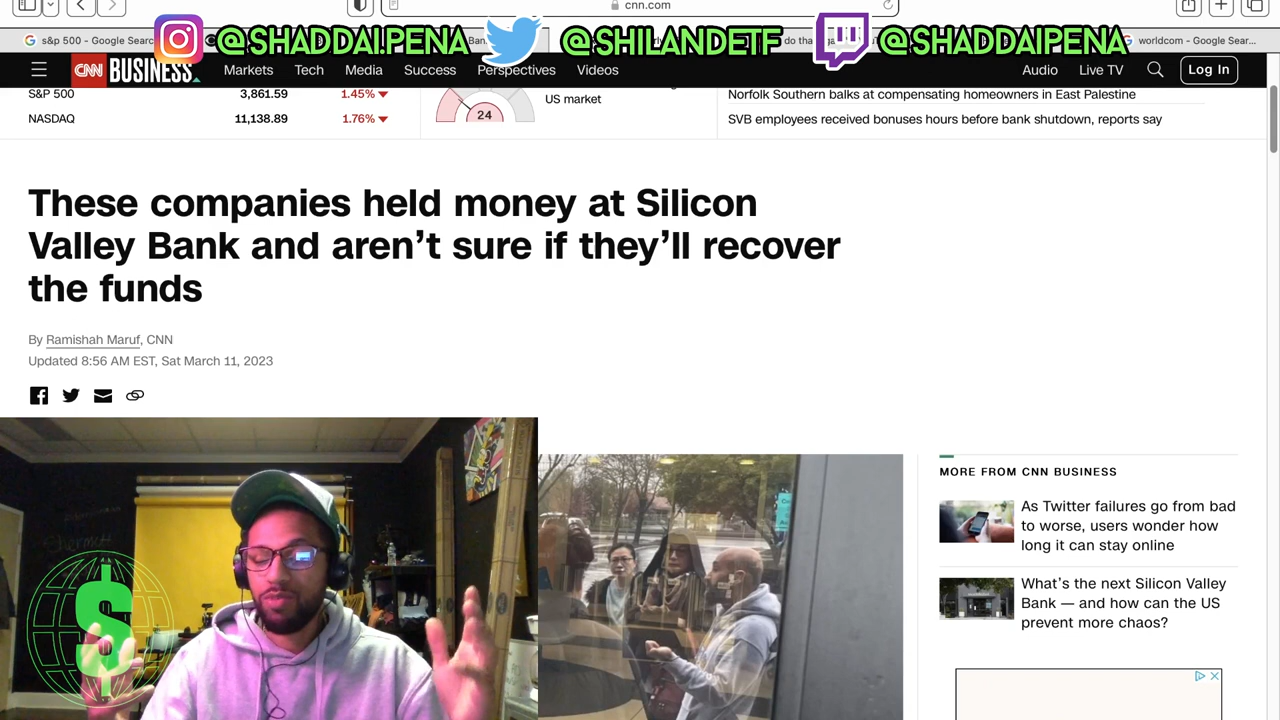 cnn.com
s&p 500 - Google Searc
@SHADDAI.PENA
@SHILANDETF
@SHADDAIPENA
worldcom - Google Sear...
CNN BUSINESS
Markets
Tech
Media
Success
Perspectives
Videos
Audio
Live TV
Log In
S&P 500 3,861.59 1.45%
NASDAQ 11,138.89 1.76%
24
US market
Norfolk Southern balks at compensating homeowners in East Palestine
SVB employees received bonuses hours before bank shutdown, reports say
These companies held money at Silicon
Valley Bank and aren't sure if they'll recover
the funds
By Ramishah Maruf, CNN
Updated 8:56 AM EST, Sat March 11, 2023
MORE FROM CNN BUSINESS
As Twitter failures go from bad
to worse, users wonder how
long it can stay online
What's the next Silicon Valley
Bank — and how can the US
prevent more chaos?
$